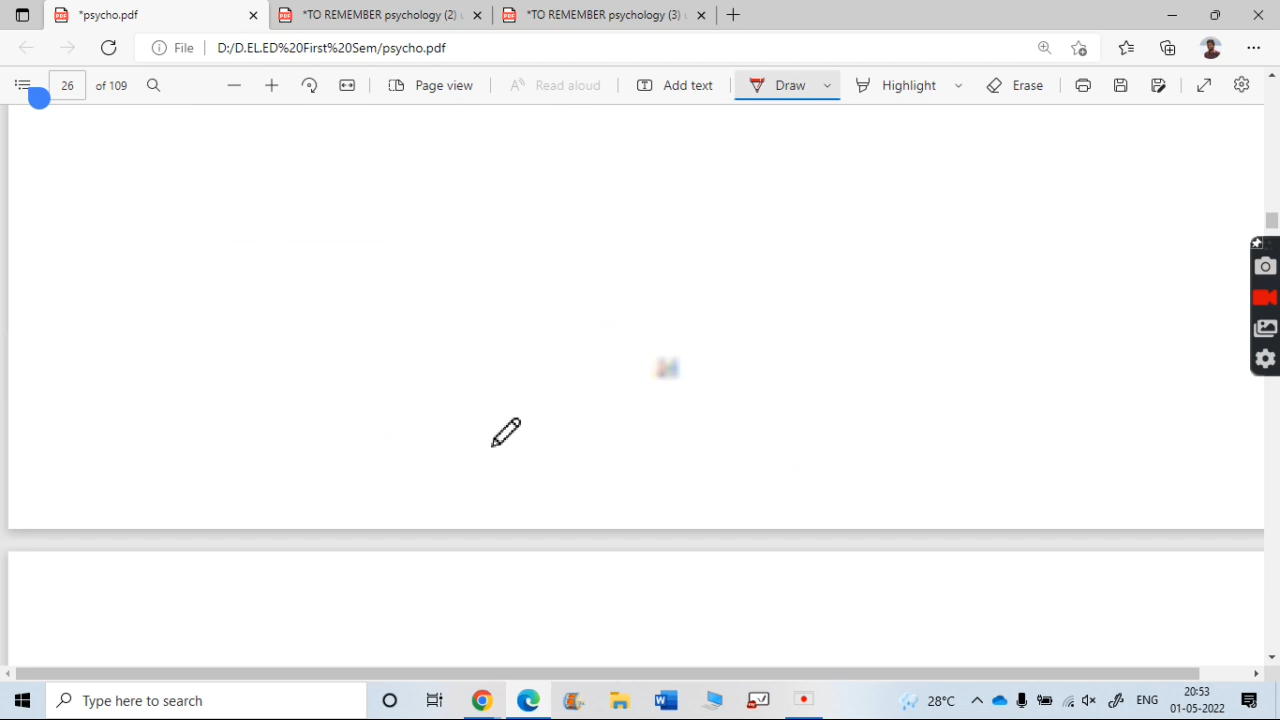 *psycho.pdf
*TO REMEMBER psychology (2) (
*TO REMEMBER psychology (3) (
File
D:/D.EL.ED%20First%20Sem/psycho.pdf
26 of 109
Page view
Read aloud
Add text
Draw
Highlight
Erase
Type here to search
28°C
ENG
20:53
01-05-2022